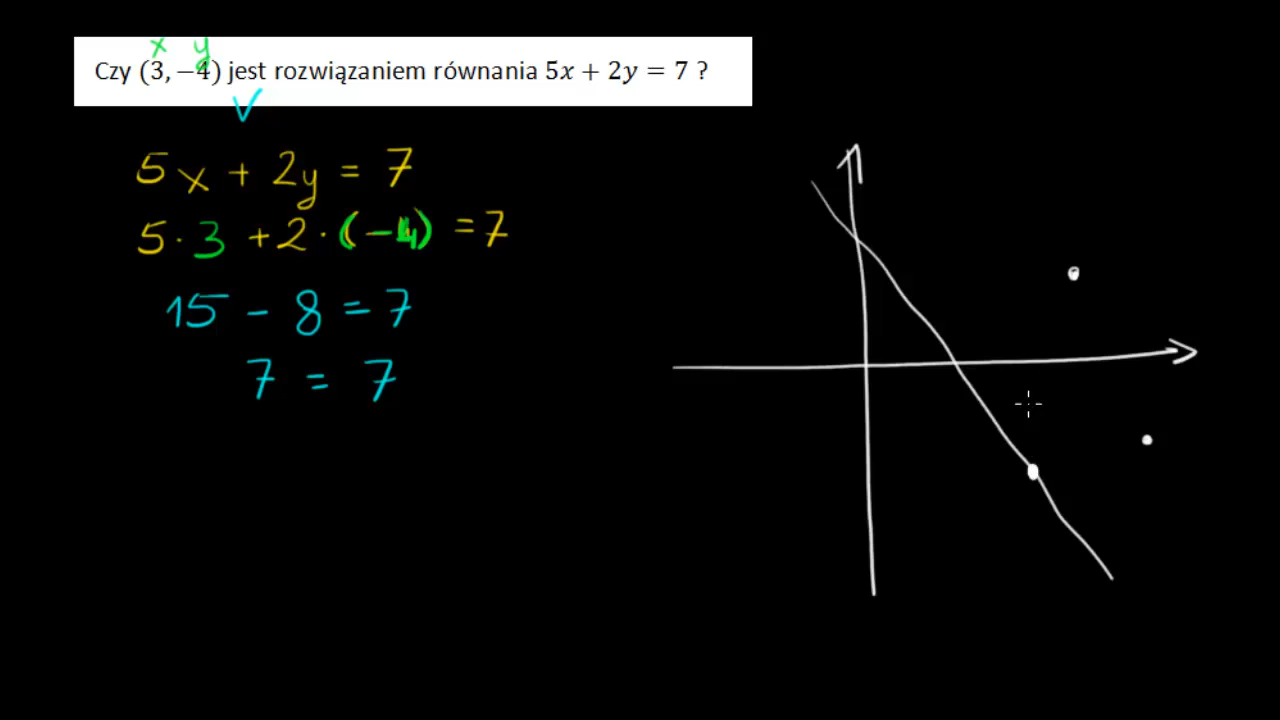 x y
Czy (3, −4) jest rozwiązaniem równania 5x + 2y = 7 ?
5x + 2y = 7
5 · 3 + 2 · (−4) = 7
15 − 8 = 7
7 = 7